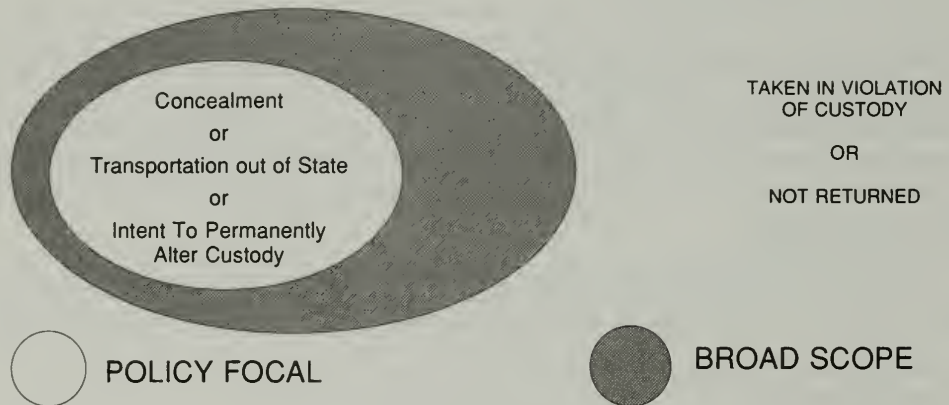 Concealment
or
Transportation out of State
or
Intent To Permanently
Alter Custody
TAKEN IN VIOLATION
OF CUSTODY
OR
NOT RETURNED
POLICY FOCAL
BROAD SCOPE